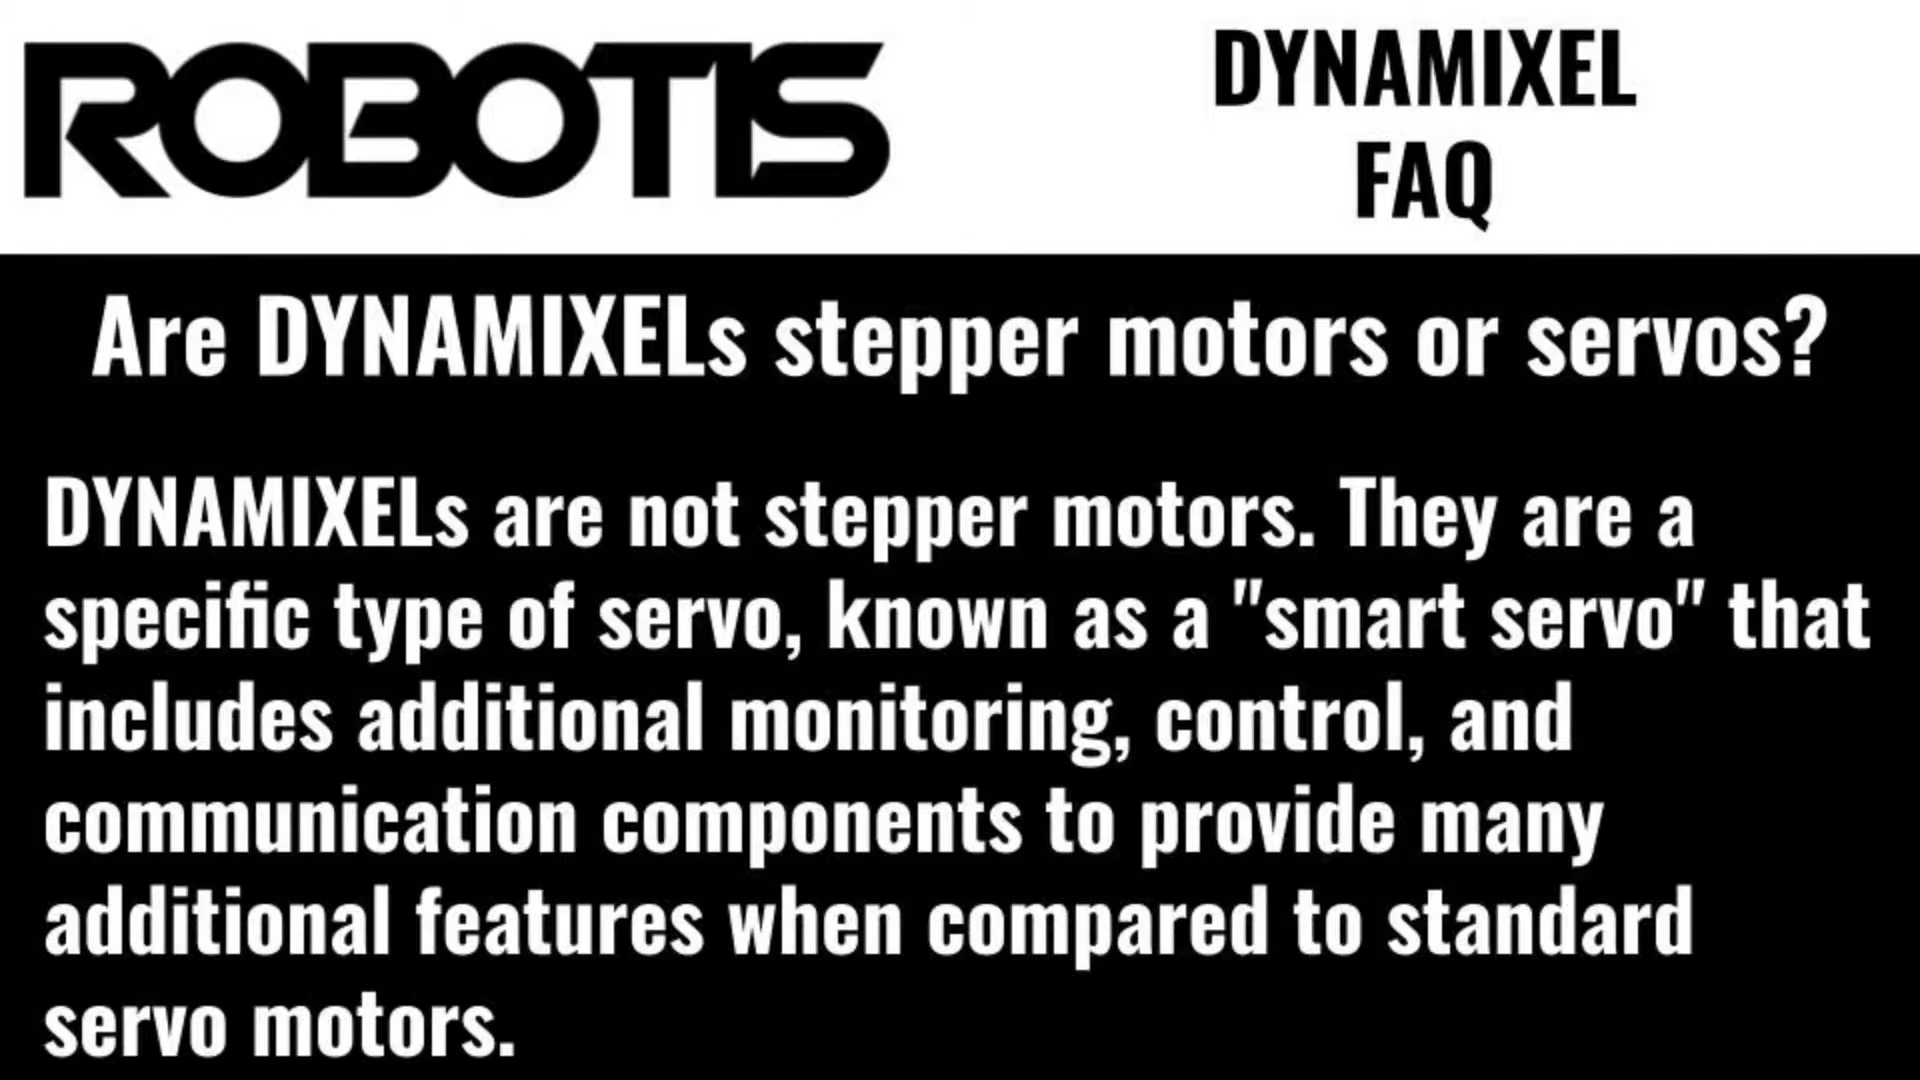 ROBOTIS
DYNAMIXEL
FAQ
Are DYNAMIXELs stepper motors or servos?
DYNAMIXELs are not stepper motors. They are a
specific type of servo, known as a "smart servo" that
includes additional monitoring, control, and
communication components to provide many
additional features when compared to standard
servo motors.